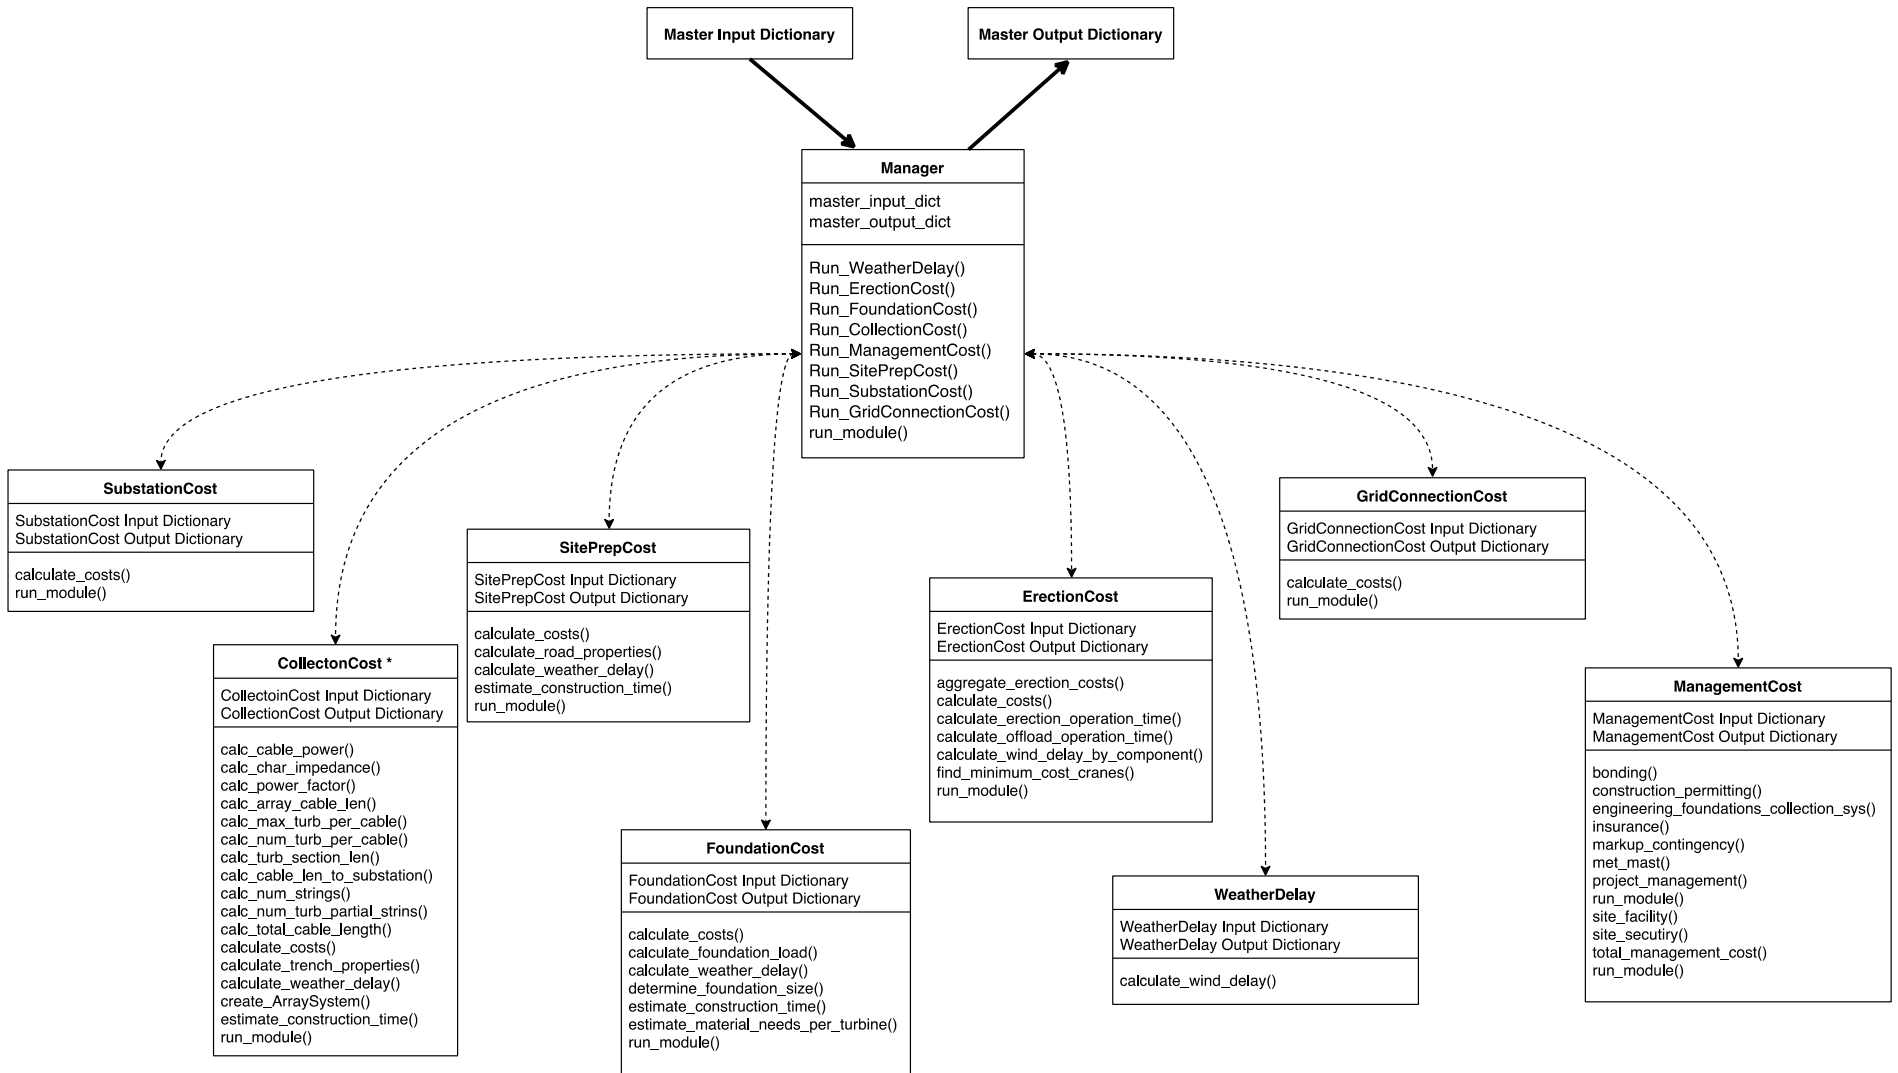 Master Input Dictionary
Master Output Dictionary
Manager
master_input_dict
master_output_dict
Run_WeatherDelay()
Run_ErectionCost()
Run_FoundationCost()
Run_CollectionCost()
Run_ManagementCost()
Run_SitePrepCost()
Run_SubstationCost()
Run_GridConnectionCost()
run_module()
SubstationCost
SubstationCost Input Dictionary
SubstationCost Output Dictionary
calculate_costs()
run_module()
CollectonCost *
CollectoinCost Input Dictionary
CollectionCost Output Dictionary
calc_cable_power()
calc_char_impedance()
calc_power_factor()
calc_array_cable_len()
calc_max_turb_per_cable()
calc_num_turb_per_cable()
calc_turb_section_len()
calc_cable_len_to_substation()
calc_num_strings()
calc_num_turb_partial_strins()
calc_total_cable_length()
calculate_costs()
calculate_trench_properties()
calculate_weather_delay()
create_ArraySystem()
estimate_construction_time()
run_module()
SitePrepCost
SitePrepCost Input Dictionary
SitePrepCost Output Dictionary
calculate_costs()
calculate_road_properties()
calculate_weather_delay()
estimate_construction_time()
run_module()
FoundationCost
FoundationCost Input Dictionary
FoundationCost Output Dictionary
calculate_costs()
calculate_foundation_load()
calculate_weather_delay()
determine_foundation_size()
estimate_construction_time()
estimate_material_needs_per_turbine()
run_module()
ErectionCost
ErectionCost Input Dictionary
ErectionCost Output Dictionary
aggregate_erection_costs()
calculate_costs()
calculate_erection_operation_time()
calculate_offload_operation_time()
calculate_wind_delay_by_component()
find_minimum_cost_cranes()
run_module()
WeatherDelay
WeatherDelay Input Dictionary
WeatherDelay Output Dictionary
calculate_wind_delay()
GridConnectionCost
GridConnectionCost Input Dictionary
GridConnectionCost Output Dictionary
calculate_costs()
run_module()
ManagementCost
ManagementCost Input Dictionary
ManagementCost Output Dictionary
bonding()
construction_permitting()
engineering_foundations_collection_sys()
insurance()
markup_contingency()
met_mast()
project_management()
run_module()
site_facility()
site_secutiry()
total_management_cost()
run_module()